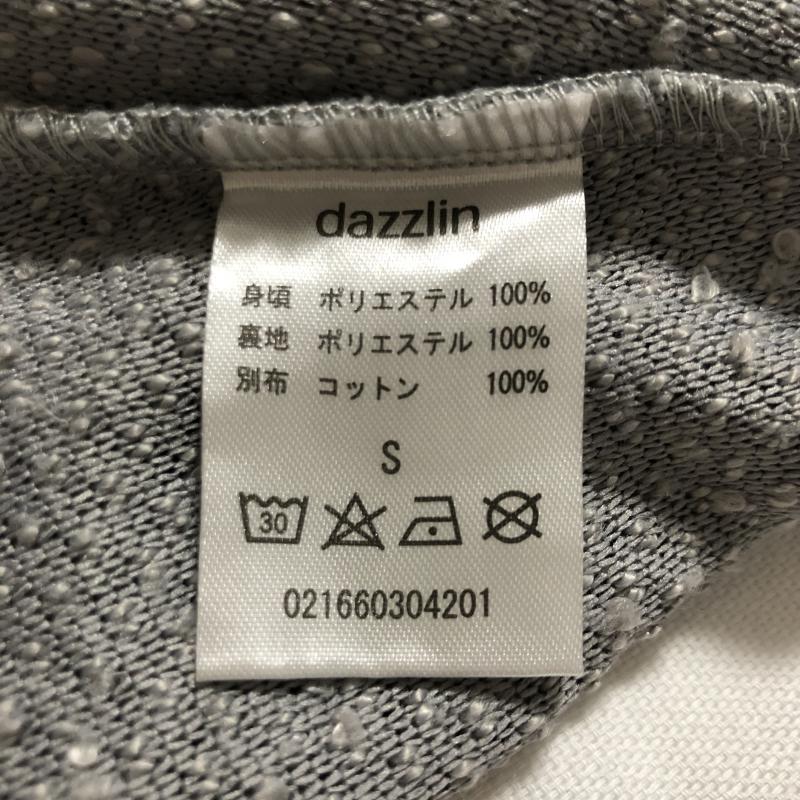 dazzlin
身頃 ポリエステル 100%
裏地 ポリエステル 100%
別布 コットン 100%
S
30
021660304201